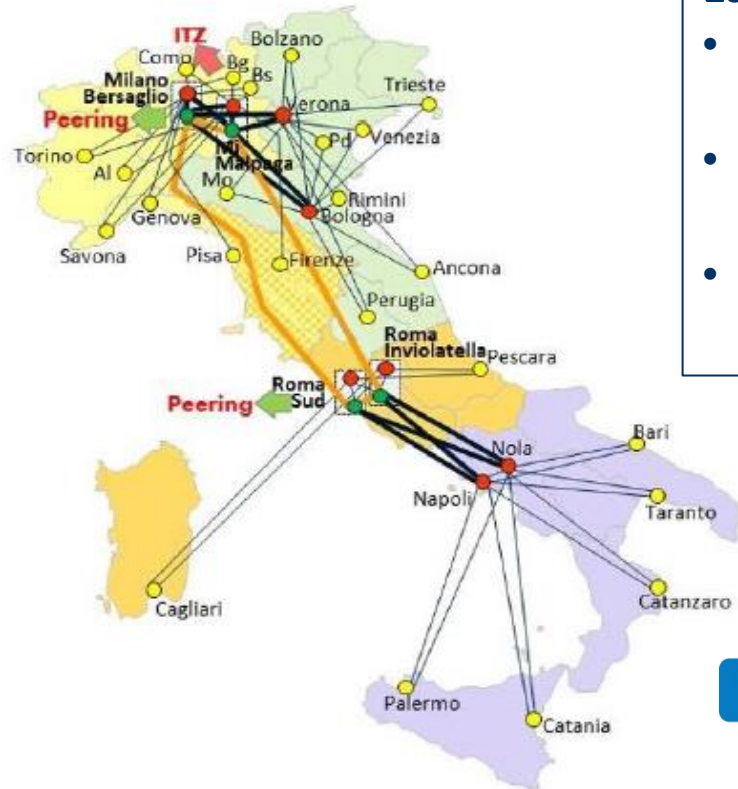 ITZ
Bolzano
Como
Bg
Bs
Milano
Bersaglio
Verona
Trieste
Peering
Pd
Venezia
Torino
Mi
Malpaga
Al
Mo
Rimini
Bologna
Genova
Savona
Pisa
Firenze
Ancona
Perugia
Roma
Inviolatella
Pescara
Roma
Sud
Peering
Bari
Nola
Napoli
Taranto
Cagliari
Catanzaro
Palermo
Catania